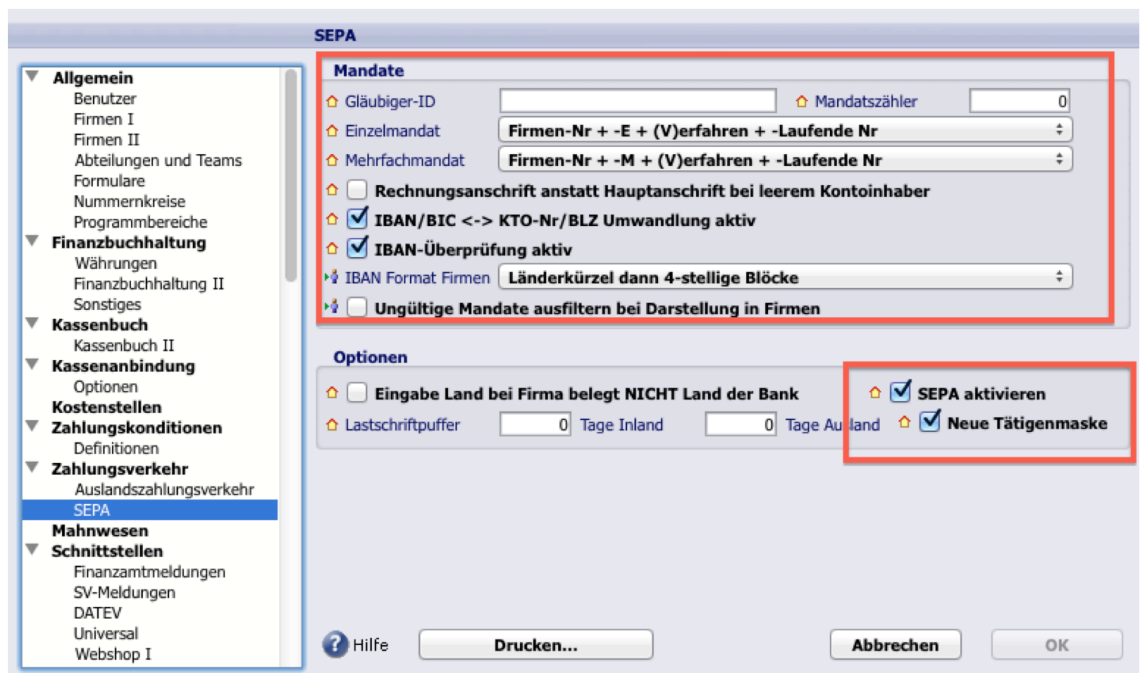 SEPA
Allgemein
Benutzer
Firmen I
Firmen II
Abteilungen und Teams
Formulare
Nummernkreise
Programmbereiche
Finanzbuchhaltung
Währungen
Finanzbuchhaltung II
Sonstiges
Kassenbuch
Kassenbuch II
Kassenanbindung
Optionen
Kostenstellen
Zahlungskonditionen
Definitionen
Zahlungsverkehr
Auslandszahlungsverkehr
SEPA
Mahnwesen
Schnittstellen
Finanzamtmeldungen
SV-Meldungen
DATEV
Universal
Webshop I
Mandate
Gläubiger-ID Mandatszähler 0
Einzelmandat Firmen-Nr + -E + (V)erfahren + -Laufende Nr
Mehrfachmandat Firmen-Nr + -M + (V)erfahren + -Laufende Nr
Rechnungsanschrift anstatt Hauptanschrift bei leerem Kontoinhaber
IBAN/BIC <-> KTO-Nr/BLZ Umwandlung aktiv
IBAN-Überprüfung aktiv
IBAN Format Firmen Länderkürzel dann 4-stellige Blöcke
Ungültige Mandate ausfiltern bei Darstellung in Firmen
Optionen
Eingabe Land bei Firma belegt NICHT Land der Bank SEPA aktivieren
Lastschriftpuffer 0 Tage Inland 0 Tage Ausland Neue Tätigenmaske
? Hilfe Drucken... Abbrechen OK